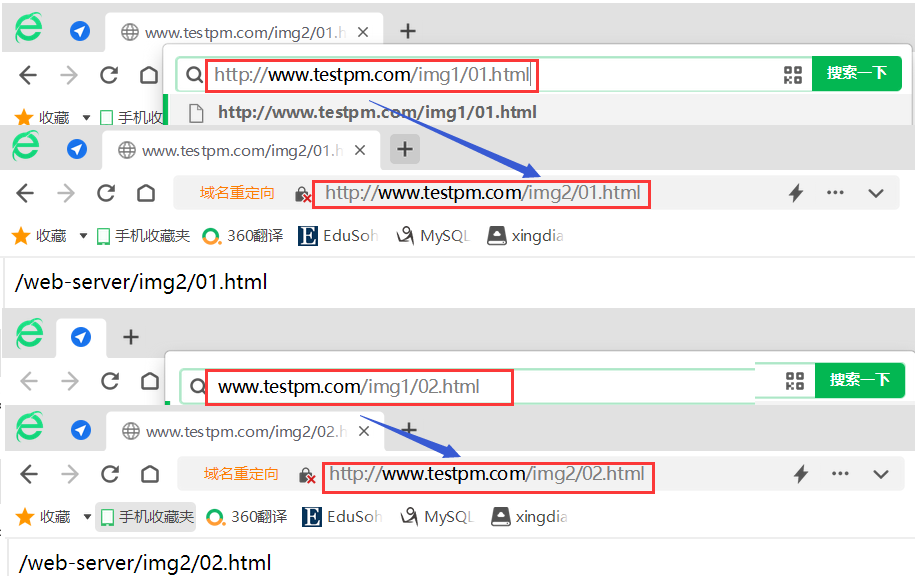 www.testpm.com/img2/01.h
http://www.testpm.com/img1/01.html
搜索一下
收藏 手机收
http://www.testpm.com/img1/01.html
www.testpm.com/img2/01.h
域名重定向 http://www.testpm.com/img2/01.html
收藏 手机收藏夹 360翻译 E EduSoh MySQL xingdia
/web-server/img2/01.html
www.testpm.com/img1/02.html
搜索一下
www.testpm.com/img2/02.h
域名重定向 http://www.testpm.com/img2/02.html
收藏 手机收藏夹 360翻译 E EduSoh MySQL xingdia
/web-server/img2/02.html